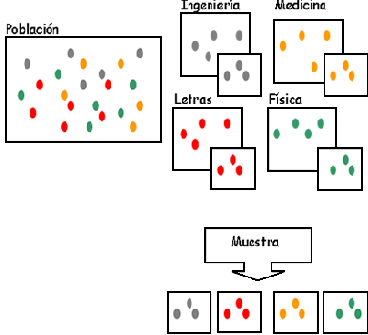 Ingeniería
Medicina
Población
Letras
Física
Muestra